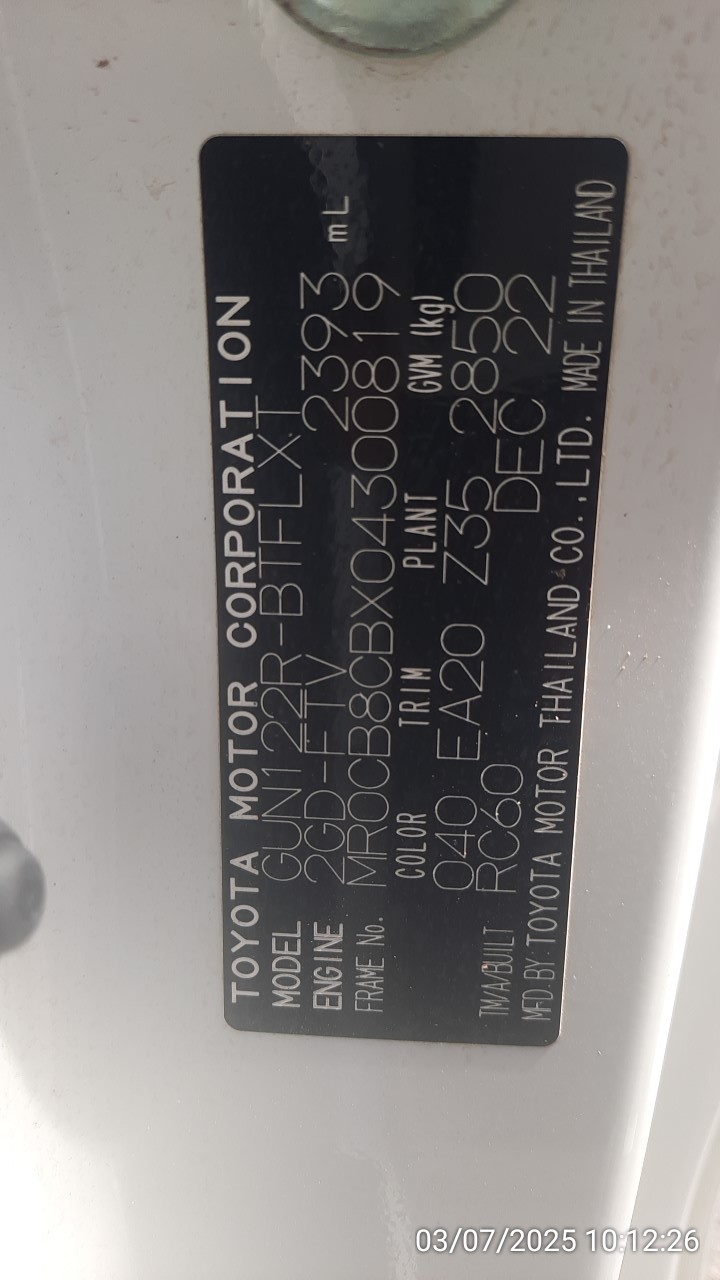 TOYOTA MOTOR CORPORATION
MODEL GUN122R-BTFLXT
ENGINE 2GD-FTV 2393 mL
FRAME No. MR0CB8CBX04300819
COLOR TRIM PLANT GVM (kg)
040 EA20 Z35 2850
TM/A/BUILT RC60 DEC 22
MFD.BY:TOYOTA MOTOR THAILAND CO.,LTD. MADE IN THAILAND
03/07/2025 10:12:26